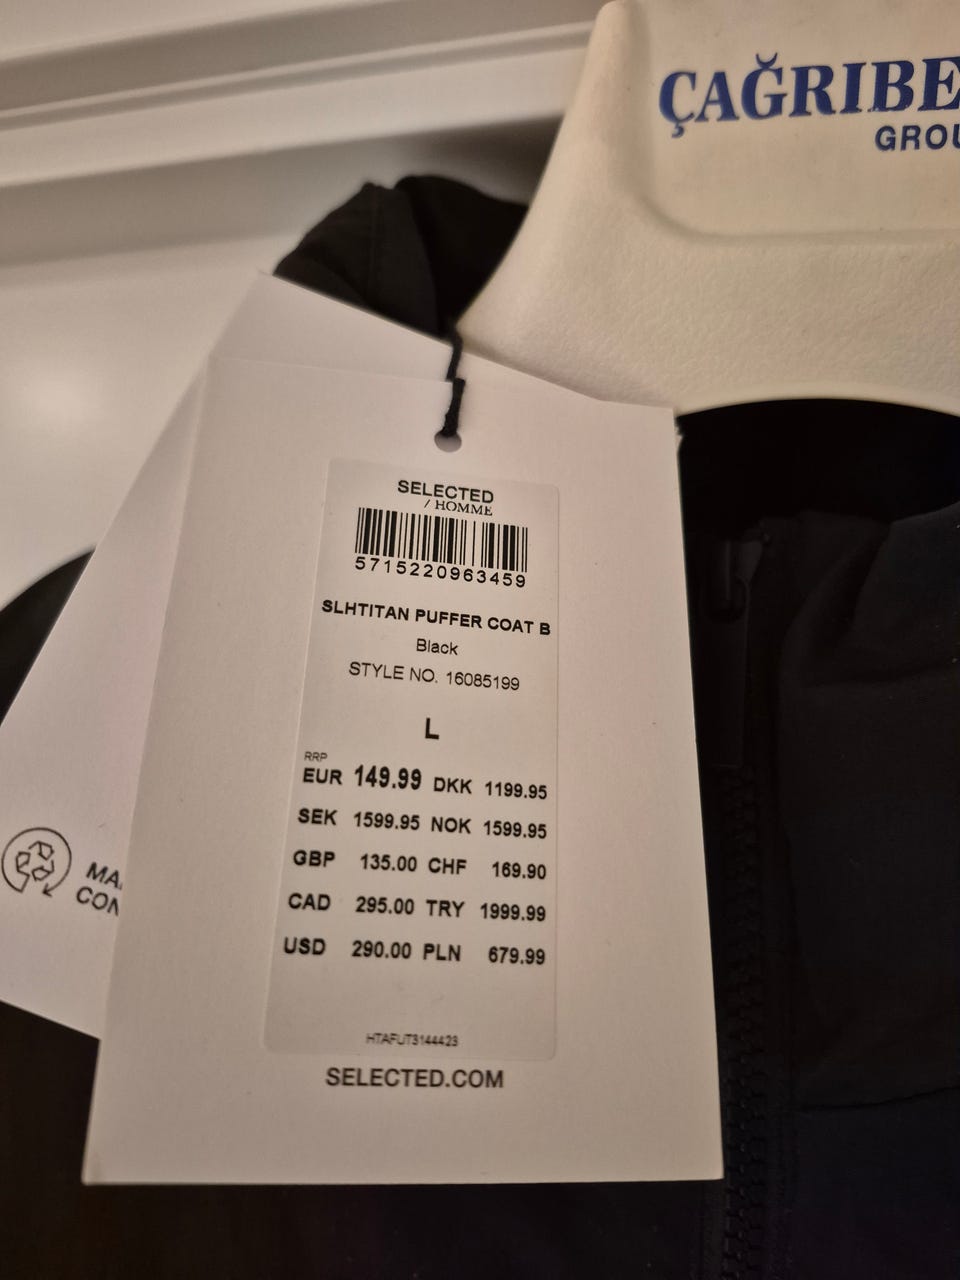 ÇAĞRIBE
GROU
SELECTED
/ HOMME
5715220963459
SLHTITAN PUFFER COAT B
Black
STYLE NO. 16085199
L
RRP
EUR 149.99 DKK 1199.95
SEK 1599.95 NOK 1599.95
GBP 135.00 CHF 169.90
CAD 295.00 TRY 1999.99
USD 290.00 PLN 679.99
HTAFUT3144423
SELECTED.COM
MA
CON